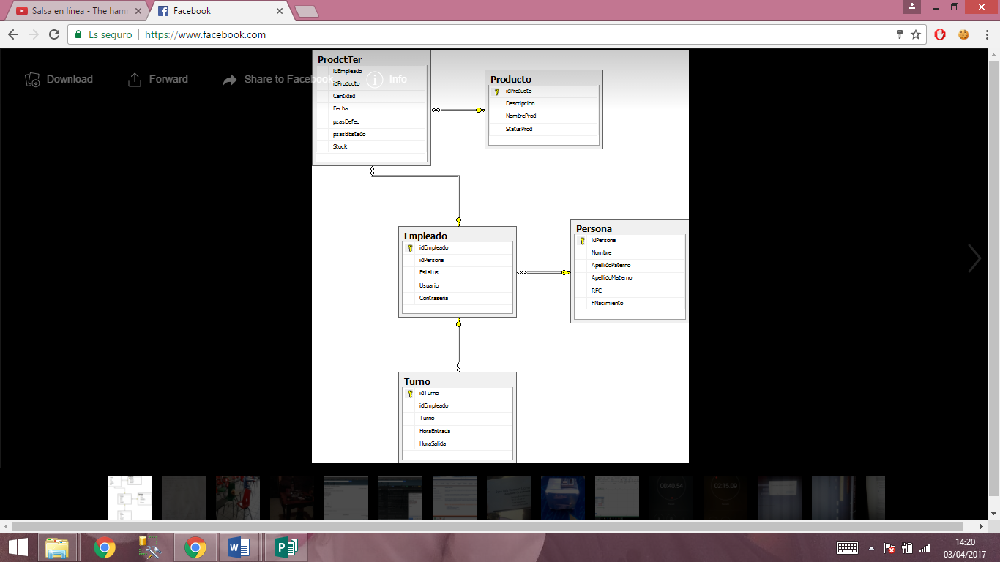 Salsa en línea - The ham
Facebook
Es seguro
https://www.facebook.com
Download
Forward
Share to Facebook
Info
ProdctTer
idEmpleado
idProducto
Cantidad
Fecha
pzasDefec
pzasBEstado
Stock
Producto
idProducto
Descripcion
NombreProd
StatusProd
Empleado
idEmpleado
idPersona
Estatus
Usuario
Contraseña
Persona
idPersona
Nombre
ApellidoPaterno
ApellidoMaterno
RFC
FNacimiento
Turno
idTurno
idEmpleado
Turno
HoraEntrada
HoraSalida
00:40.54
02:15.09
14:20
03/04/2017